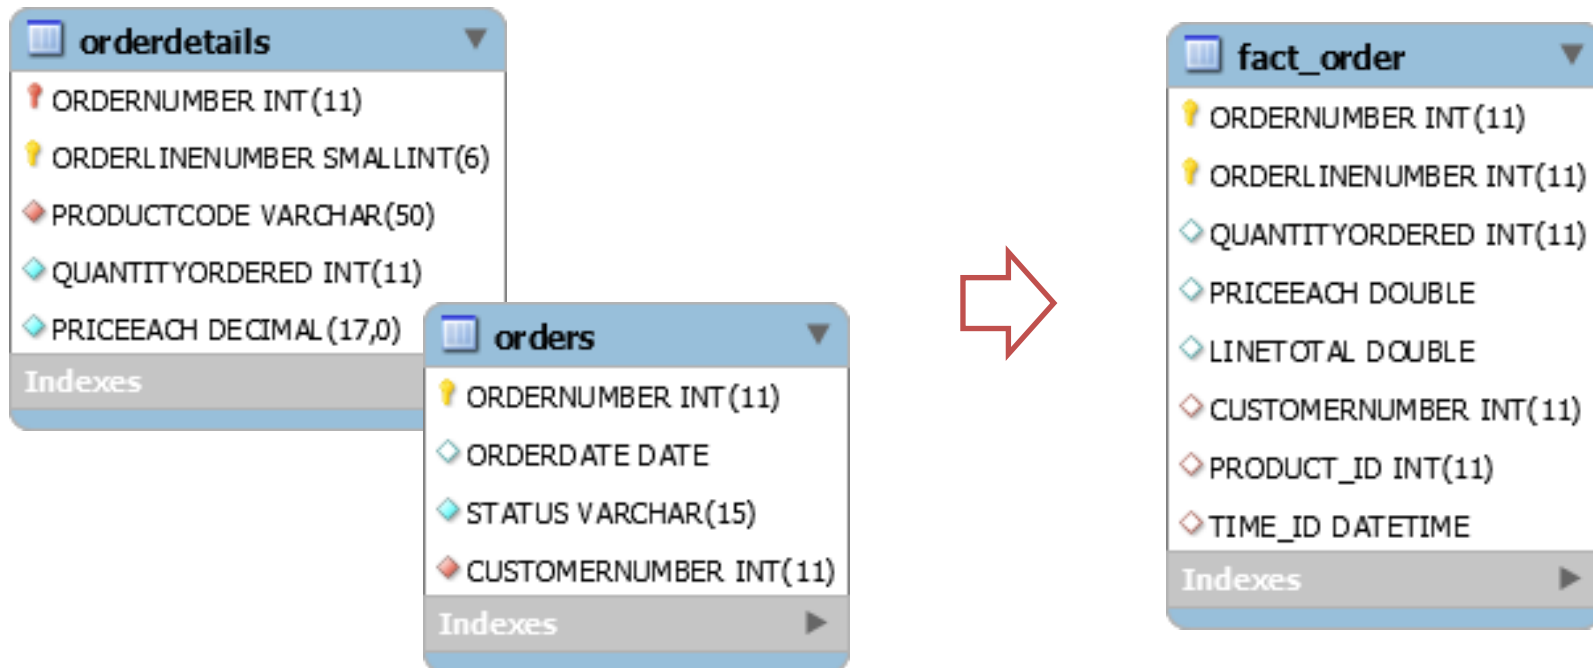 orderdetails
ORDERNUMBER INT(11)
ORDERLINENUMBER SMALLINT(6)
PRODUCTCODE VARCHAR(50)
QUANTITYORDERED INT(11)
PRICEEACH DECIMAL(17,0)
Indexes
orders
ORDERNUMBER INT(11)
ORDERDATE DATE
STATUS VARCHAR(15)
CUSTOMERNUMBER INT(11)
Indexes
fact_order
ORDERNUMBER INT(11)
ORDERLINENUMBER INT(11)
QUANTITYORDERED INT(11)
PRICEEACH DOUBLE
LINETOTAL DOUBLE
CUSTOMERNUMBER INT(11)
PRODUCT_ID INT(11)
TIME_ID DATETIME
Indexes